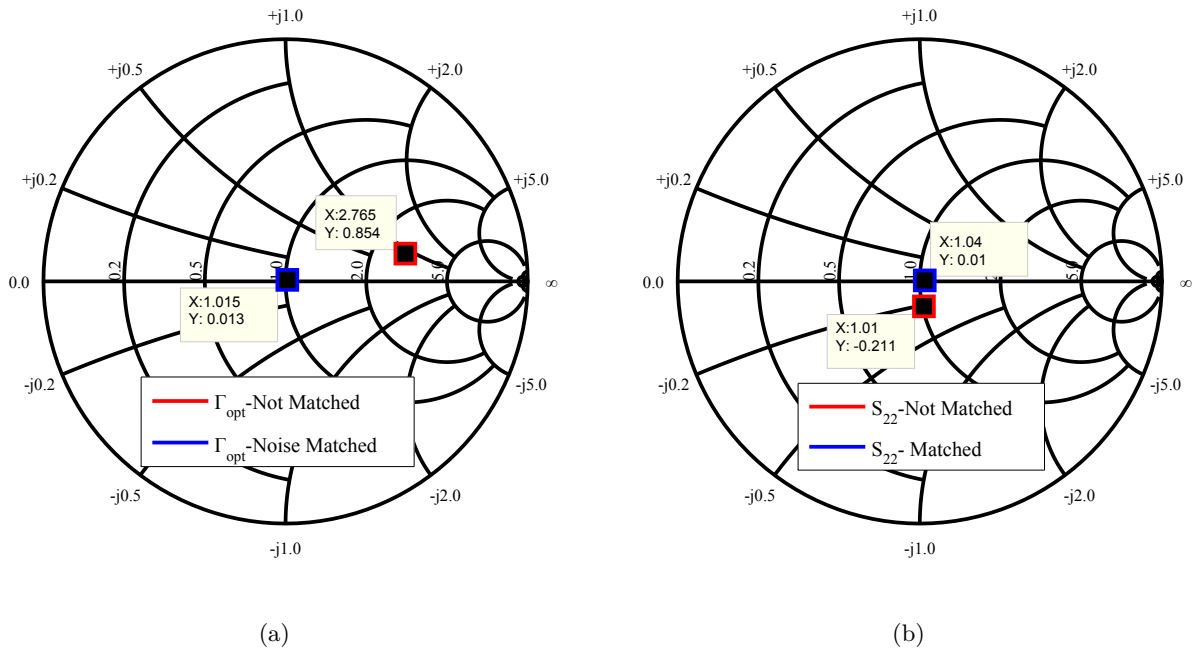 +j1.0
+j0.5
+j2.0
+j0.2
+j5.0
X:2.765
Y: 0.854
0.0
0.2
0.5
1.0
2.0
5.0
∞
X:1.015
Y: 0.013
-j0.2
-j5.0
Γopt-Not Matched
Γopt-Noise Matched
-j0.5
-j2.0
-j1.0
(a)
+j1.0
+j0.5
+j2.0
+j0.2
+j5.0
X:1.04
Y: 0.01
0.0
0.2
0.5
1.0
2.0
5.0
∞
X:1.01
Y: -0.211
-j0.2
-j5.0
S22-Not Matched
S22- Matched
-j0.5
-j2.0
-j1.0
(b)